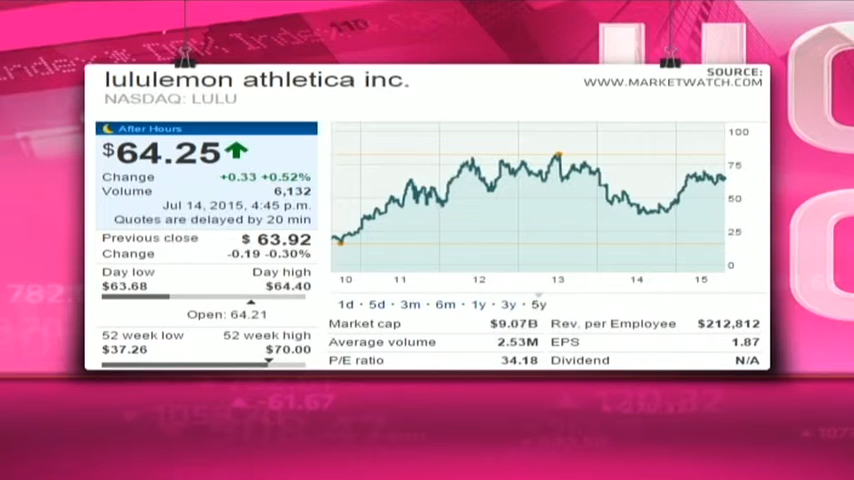 lululemon athletica inc.
NASDAQ: LULU
SOURCE:
WWW.MARKETWATCH.COM
After Hours
$64.25
Change +0.33 +0.52%
Volume 6,132
Jul 14, 2015, 4:45 p.m.
Quotes are delayed by 20 min
Previous close $ 63.92
Change -0.19 -0.30%
Day low Day high
$63.68 $64.40
Open: 64.21
52 week low 52 week high
$37.26 $70.00
100
75
50
25
0
10 11 12 13 14 15
1d · 5d · 3m · 6m · 1y · 3y · 5y
Market cap $9.07B Rev. per Employee $212,812
Average volume 2.53M EPS 1.87
P/E ratio 34.18 Dividend N/A
Index
110
-61.67